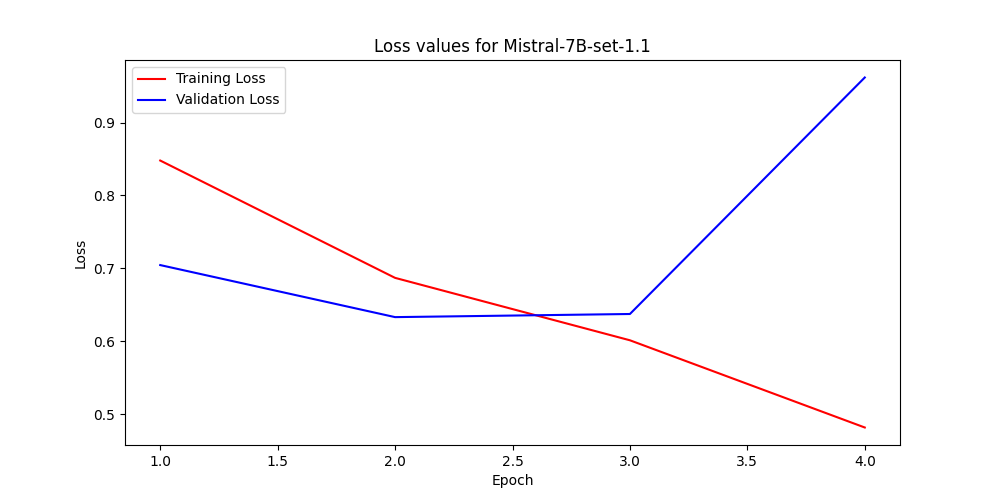 Loss values for Mistral-7B-set-1.1
Training Loss
Validation Loss
0.9
0.8
0.7
0.6
0.5
Loss
1.0 1.5 2.0 2.5 3.0 3.5 4.0
Epoch